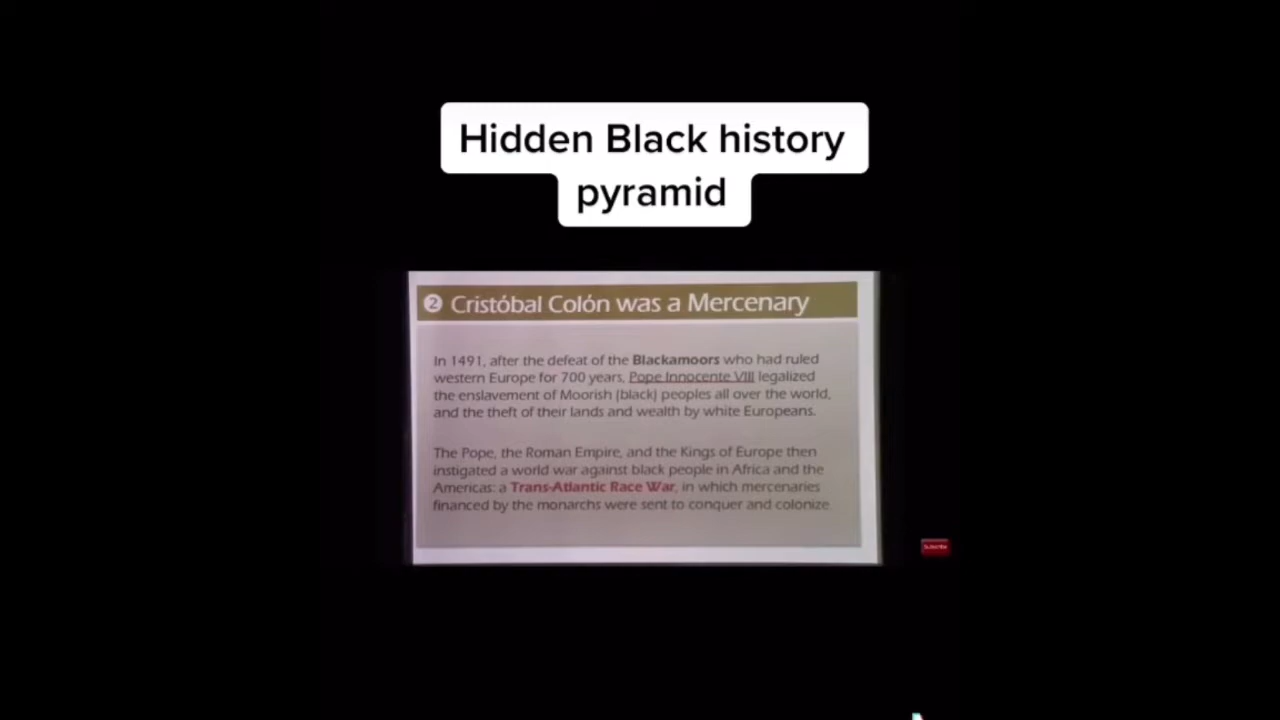 Hidden Black history
pyramid
2 Cristóbal Colón was a Mercenary
In 1491, after the defeat of the Blackamoors who had ruled
western Europe for 700 years, Pope Innocente VIII legalized
the enslavement of Moorish (black) peoples all over the world,
and the theft of their lands and wealth by white Europeans.
The Pope, the Roman Empire, and the Kings of Europe then
instigated a world war against black people in Africa and the
Americas: a Trans-Atlantic Race War, in which mercenaries
financed by the monarchs were sent to conquer and colonize
Subscribe